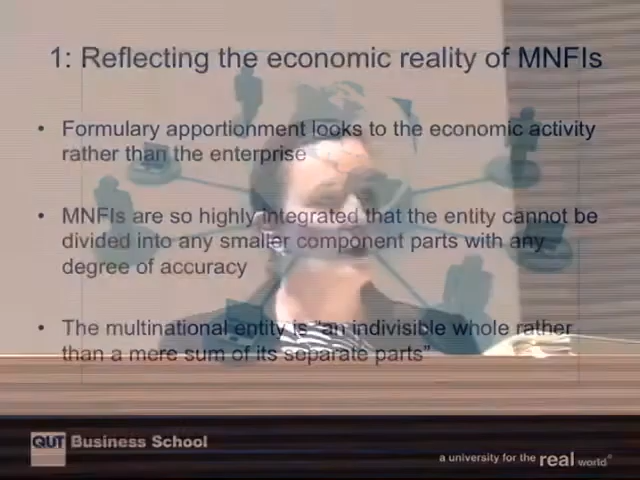 1: Reflecting the economic reality of MNFIs
• Formulary apportionment looks to the economic activity
rather than the enterprise
• MNFIs are so highly integrated that the entity cannot be
divided into any smaller component parts with any
degree of accuracy
• The multinational entity is "an indivisible whole rather
than a mere sum of its separate parts"
QUT Business School
a university for the real world